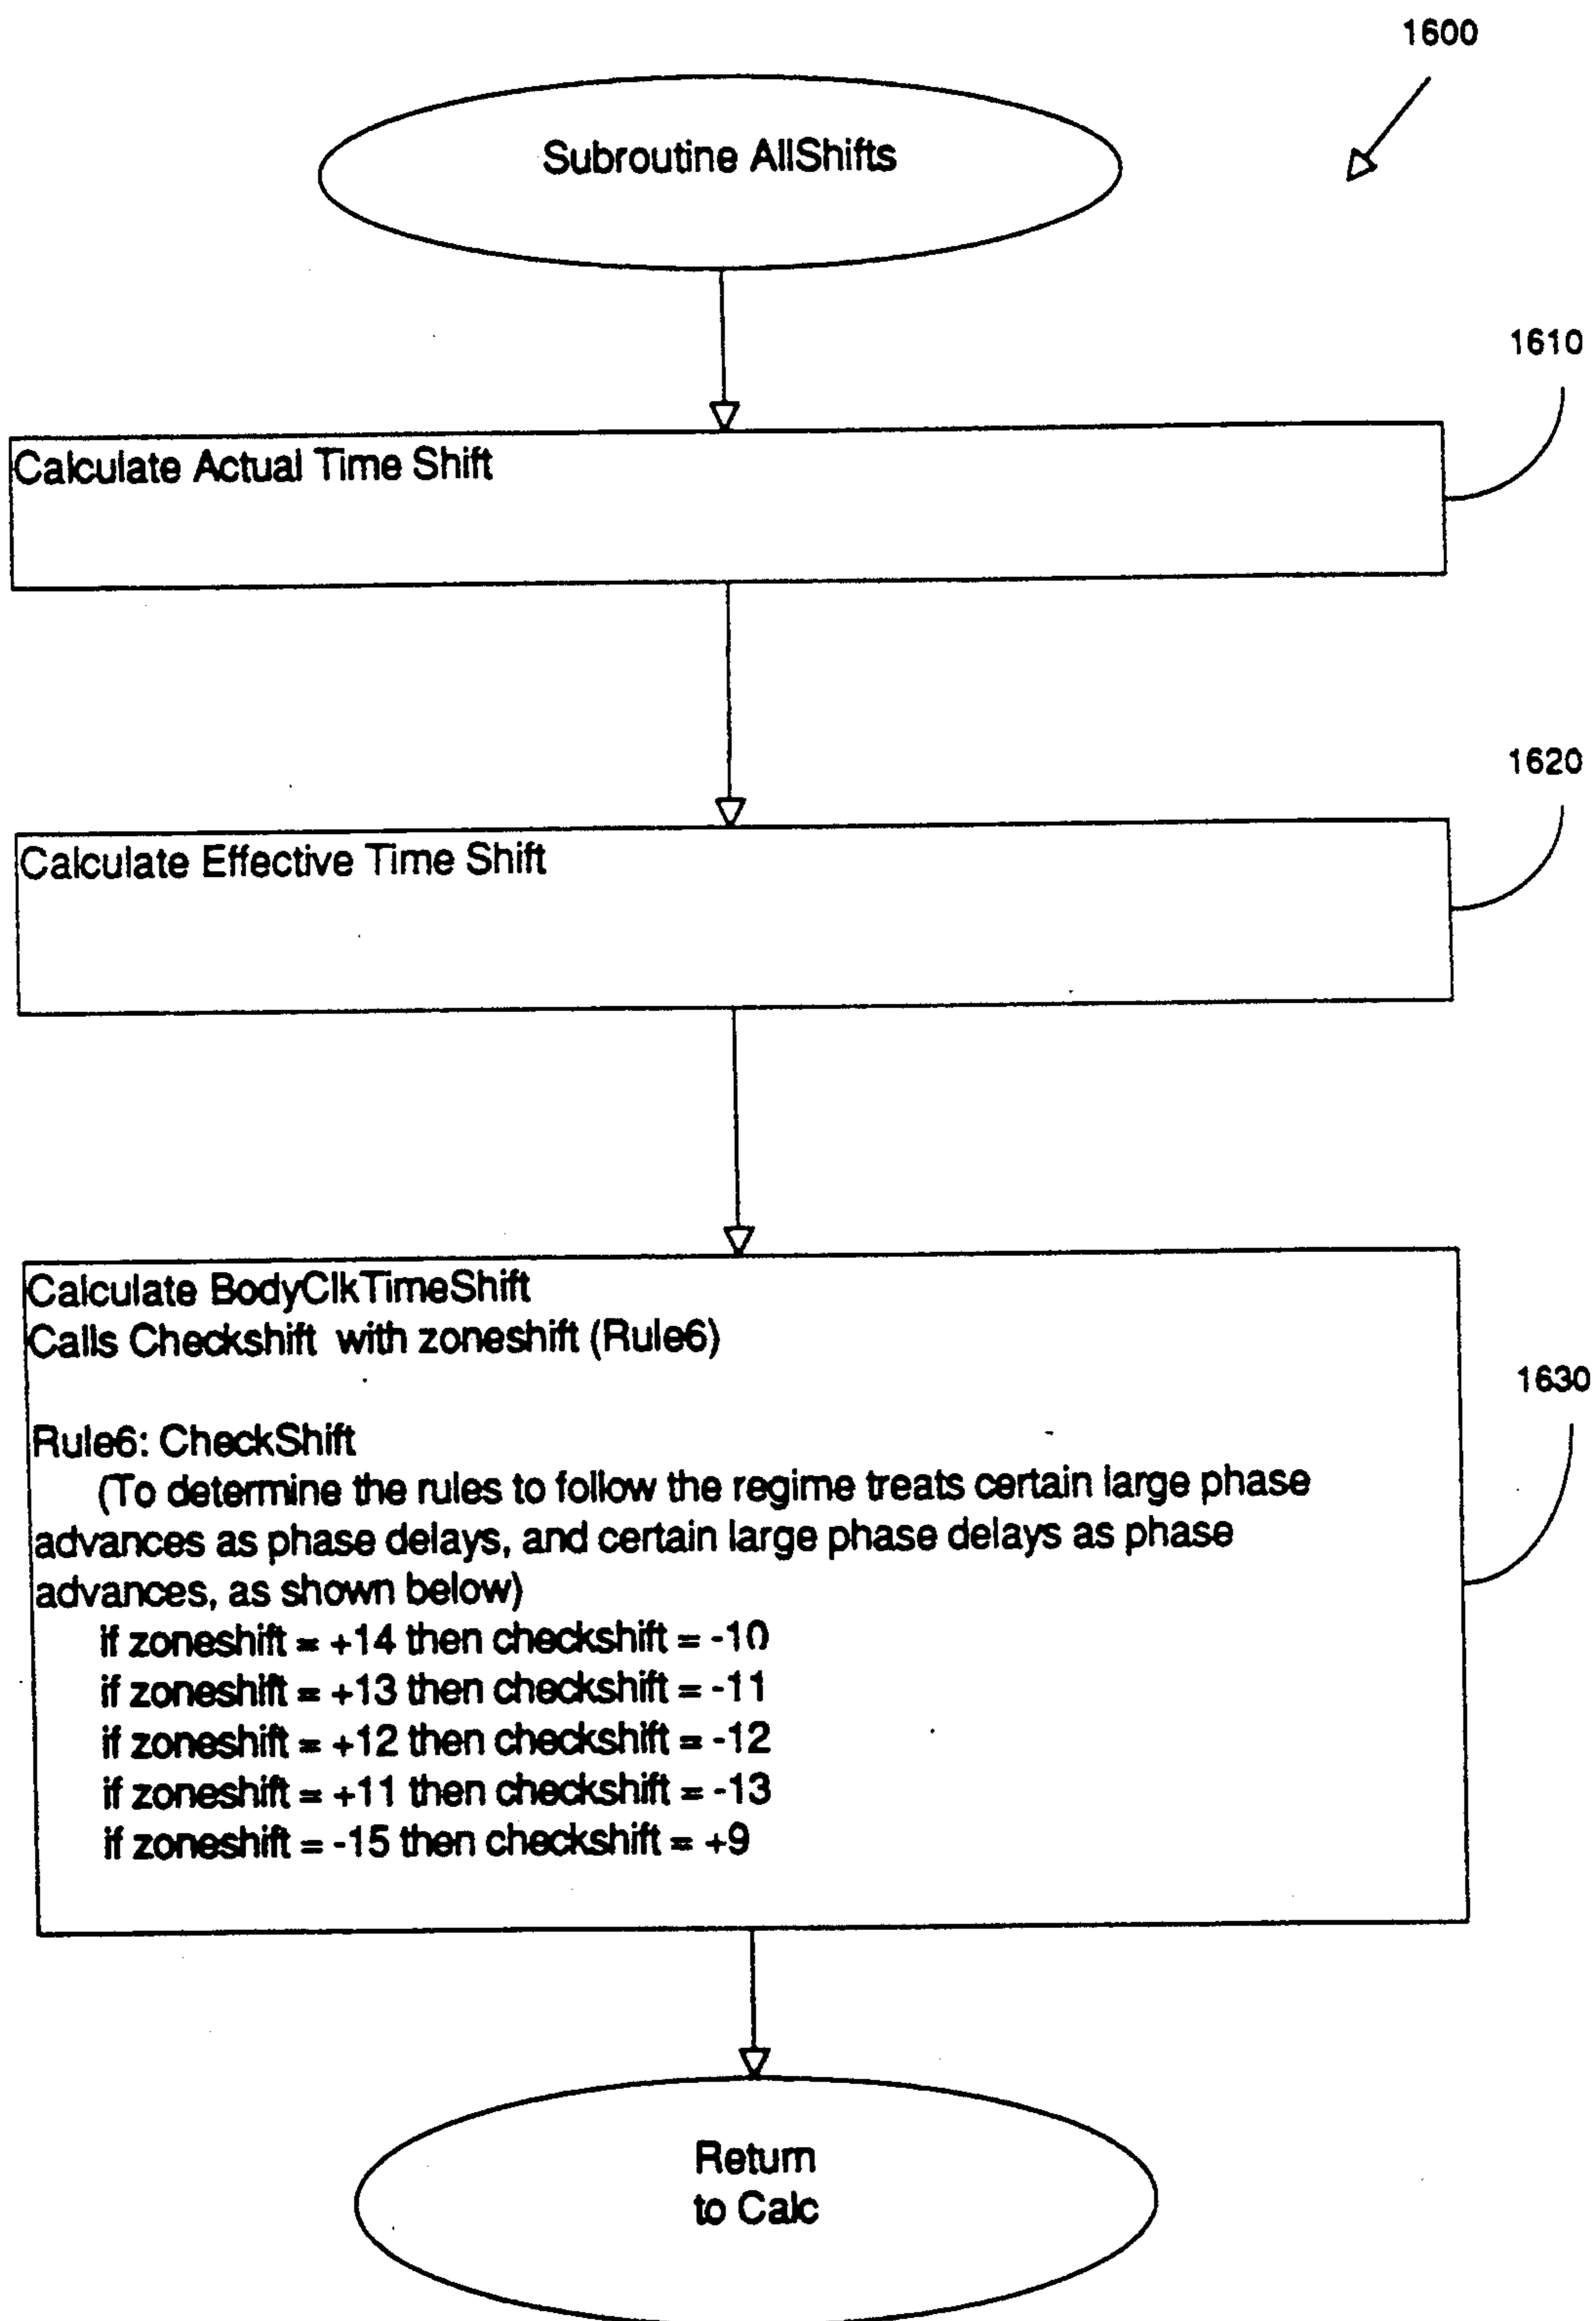 1600
Subroutine AllShifts
1610
Calculate Actual Time Shift
1620
Calculate Effective Time Shift
Calculate BodyClkTimeShift
Calls Checkshift with zoneshift (Rule6)
1630
Rule6: CheckShift
(To determine the rules to follow the regime treats certain large phase
advances as phase delays, and certain large phase delays as phase
advances, as shown below)
if zoneshift = +14 then checkshift = -10
if zoneshift = +13 then checkshift = -11
if zoneshift = +12 then checkshift = -12
if zoneshift = +11 then checkshift = -13
if zoneshift = -15 then checkshift = +9
Return
to Calc